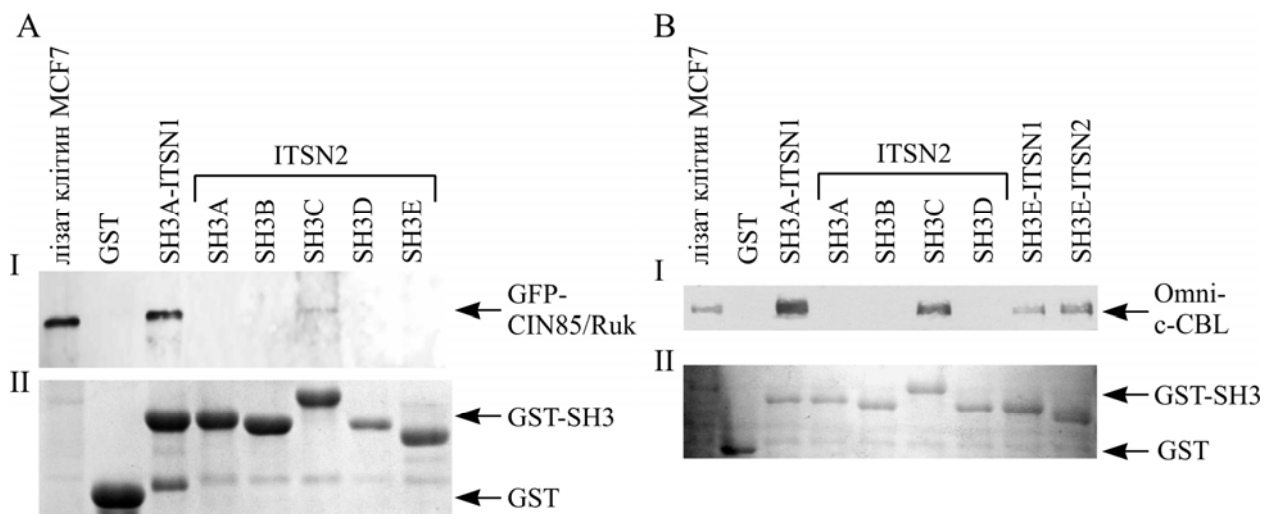 A
лізат клітин MCF7
GST
SH3A-ITSN1
ITSN2
SH3A
SH3B
SH3C
SH3D
SH3E
I
GFP-
CIN85/Ruk
II
GST-SH3
GST
B
лізат клітин MCF7
GST
SH3A-ITSN1
ITSN2
SH3A
SH3B
SH3C
SH3D
SH3E-ITSN1
SH3E-ITSN2
I
Omni-
c-CBL
II
GST-SH3
GST